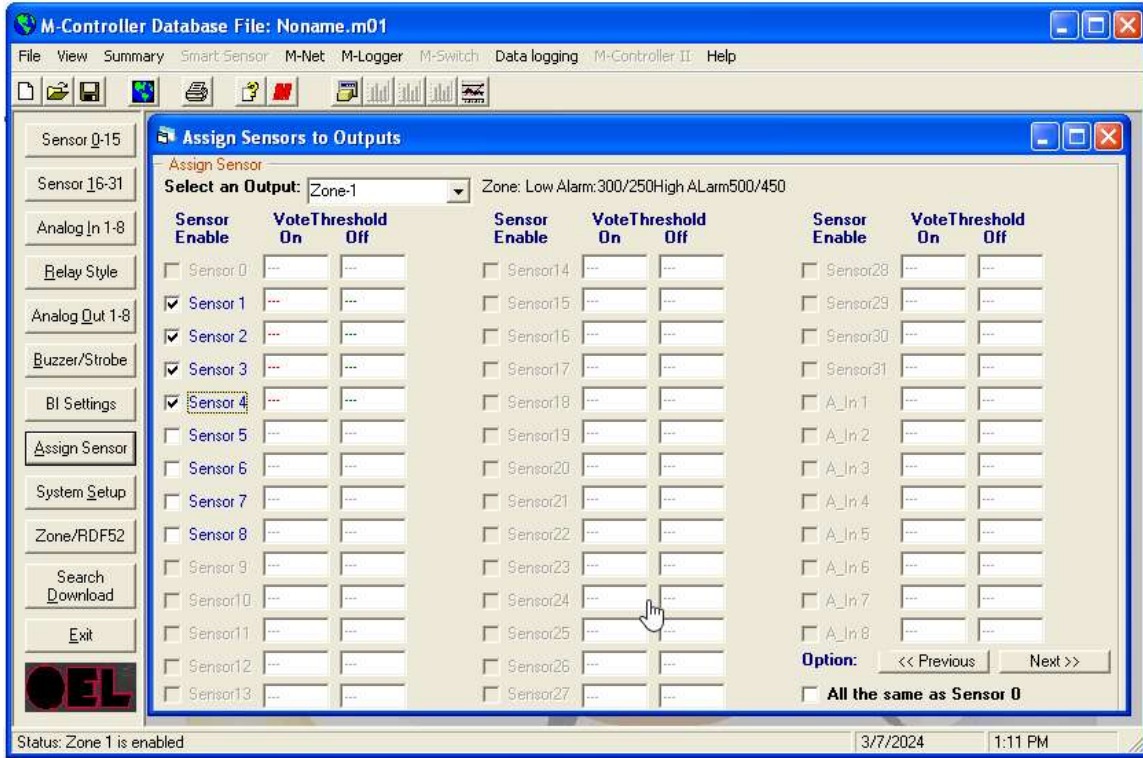 M-Controller Database File: Noname.m01
File View Summary Smart Sensor M-Net M-Logger M-Switch Data logging M-Controller II Help
Sensor 0-15
Sensor 16-31
Analog In 1-8
Relay Style
Analog Out 1-8
Buzzer/Strobe
BI Settings
Assign Sensor
System Setup
Zone/RDF52
Search
Download
Exit
OEL
Assign Sensors to Outputs
Assign Sensor
Select an Output: Zone-1 Zone: Low Alarm:300/250High ALarm500/450
Sensor Enable VoteThreshold On Off
Sensor 0 --- ---
Sensor 1 --- ---
Sensor 2 --- ---
Sensor 3 --- ---
Sensor 4 --- ---
Sensor 5 --- ---
Sensor 6 --- ---
Sensor 7 --- ---
Sensor 8 --- ---
Sensor 9 --- ---
Sensor10 --- ---
Sensor11 --- ---
Sensor12 --- ---
Sensor13 --- ---
Sensor Enable VoteThreshold On Off
Sensor14 --- ---
Sensor15 --- ---
Sensor16 --- ---
Sensor17 --- ---
Sensor18 --- ---
Sensor19 --- ---
Sensor20 --- ---
Sensor21 --- ---
Sensor22 --- ---
Sensor23 --- ---
Sensor24 --- ---
Sensor25 --- ---
Sensor26 --- ---
Sensor27 --- ---
Sensor Enable VoteThreshold On Off
Sensor28 --- ---
Sensor29 --- ---
Sensor30 --- ---
Sensor31 --- ---
A_In 1 --- ---
A_In 2 --- ---
A_In 3 --- ---
A_In 4 --- ---
A_In 5 --- ---
A_In 6 --- ---
A_In 7 --- ---
A_In 8 --- ---
Option: << Previous Next >>
All the same as Sensor 0
Status: Zone 1 is enabled 3/7/2024 1:11 PM